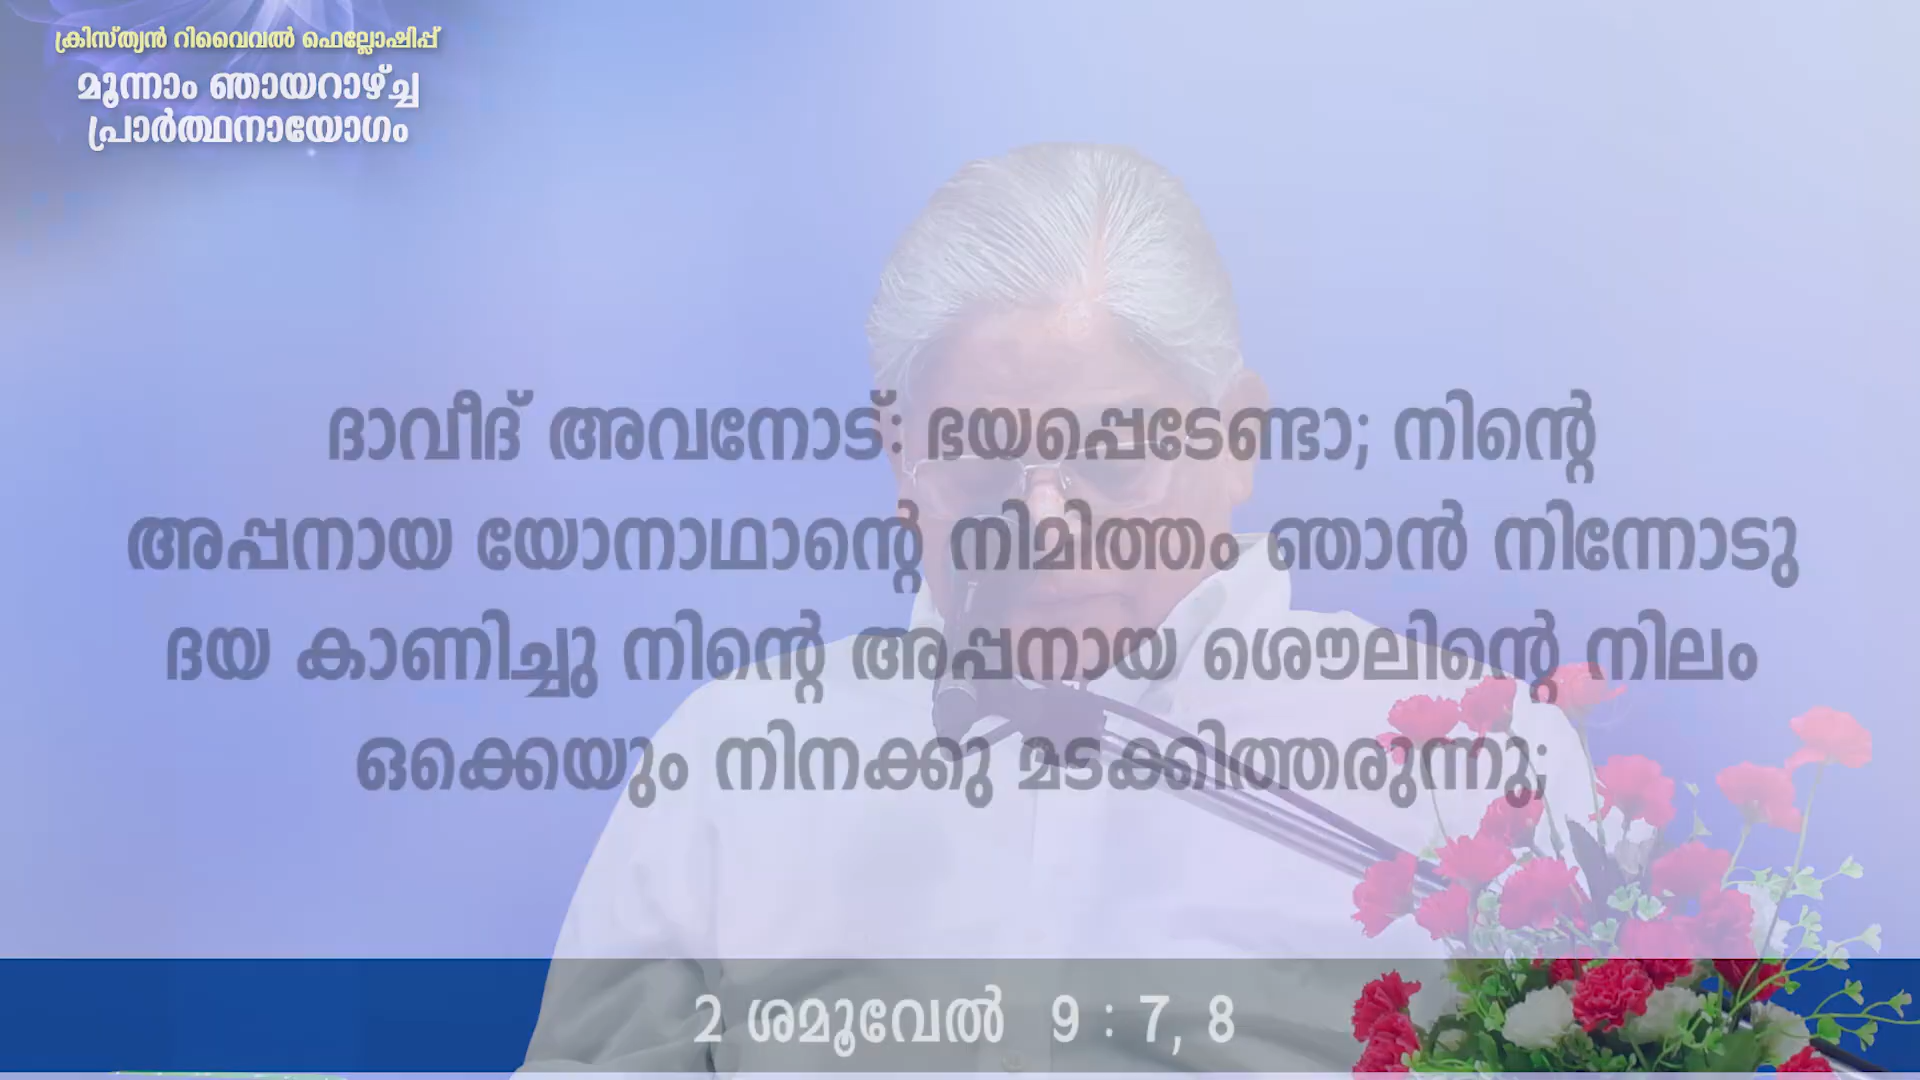 ക്രിസ്ത്യൻ റിവൈവൽ ഫെല്ലോഷിപ്പ്
മൂന്നാം ഞായറാഴ്ച്ച
പ്രാർത്ഥനായോഗം
ദാവീദ് അവനോട്: ഭയപ്പെടേണ്ടാ; നിന്റെ
അപ്പനായ യോനാഥാന്റെ നിമിത്തം ഞാൻ നിന്നോടു
ദയ കാണിച്ചു നിന്റെ അപ്പനായ ശൌലിന്റെ നിലം
ഒക്കെയും നിനക്കു മടക്കിത്തരുന്നു;
2 ശമൂവേൽ 9 : 7, 8